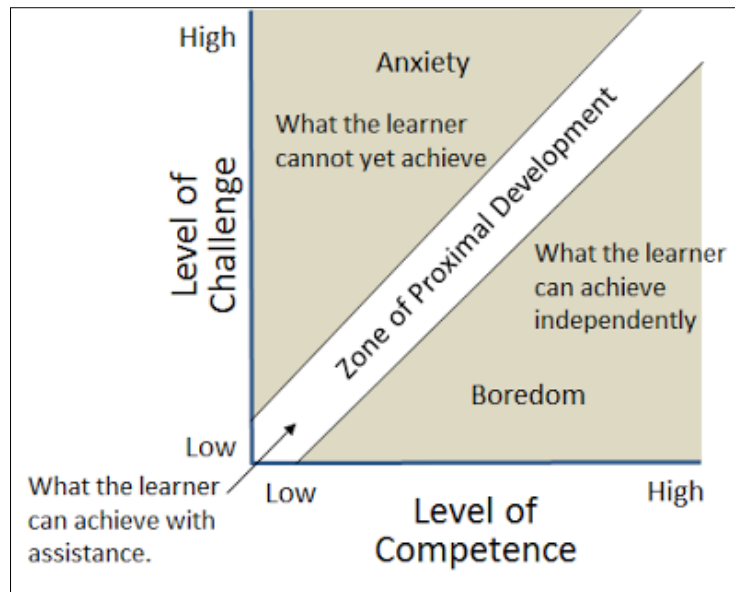 High
Anxiety
What the learner
cannot yet achieve
Level of
Challenge
Zone of Proximal Development
What the learner
can achieve
independently
Boredom
Low
What the learner
can achieve with
assistance.
Low
High
Level of
Competence